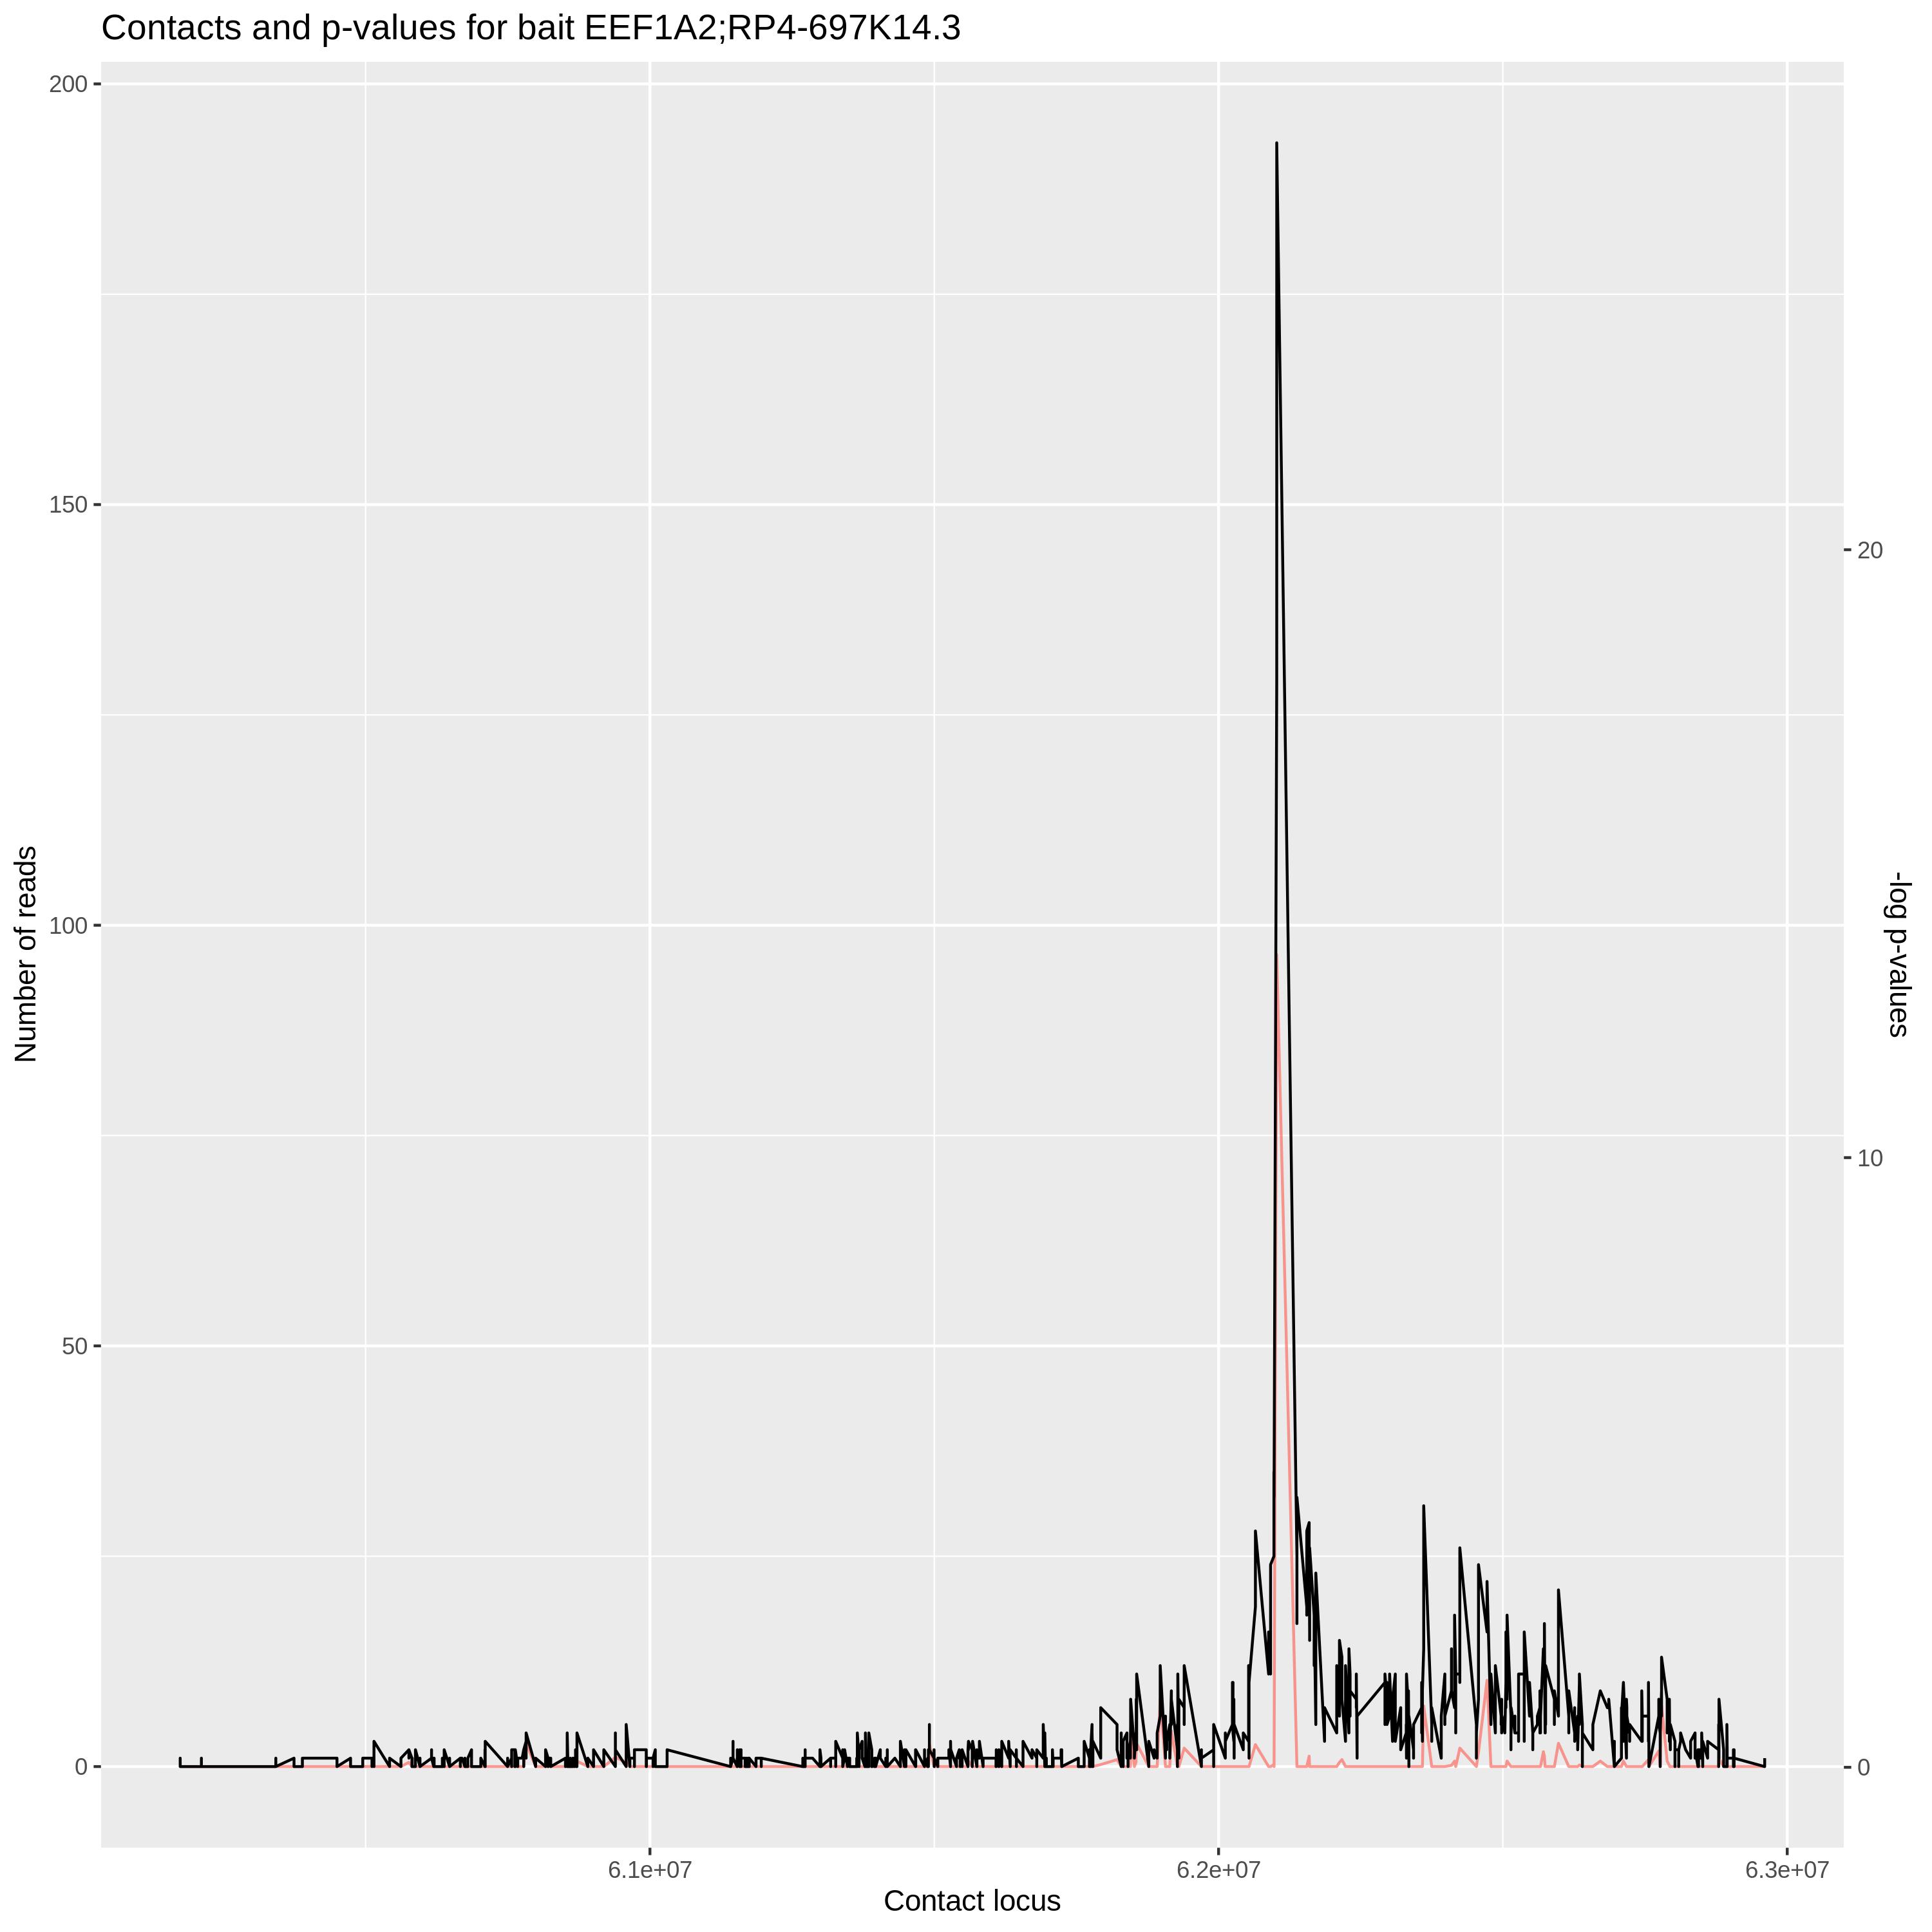 Contacts and p-values for bait EEF1A2;RP4-697K14.3
200
150
100
50
0
Number of reads
20
10
0
-log p-values
6.1e+07
6.2e+07
6.3e+07
Contact locus